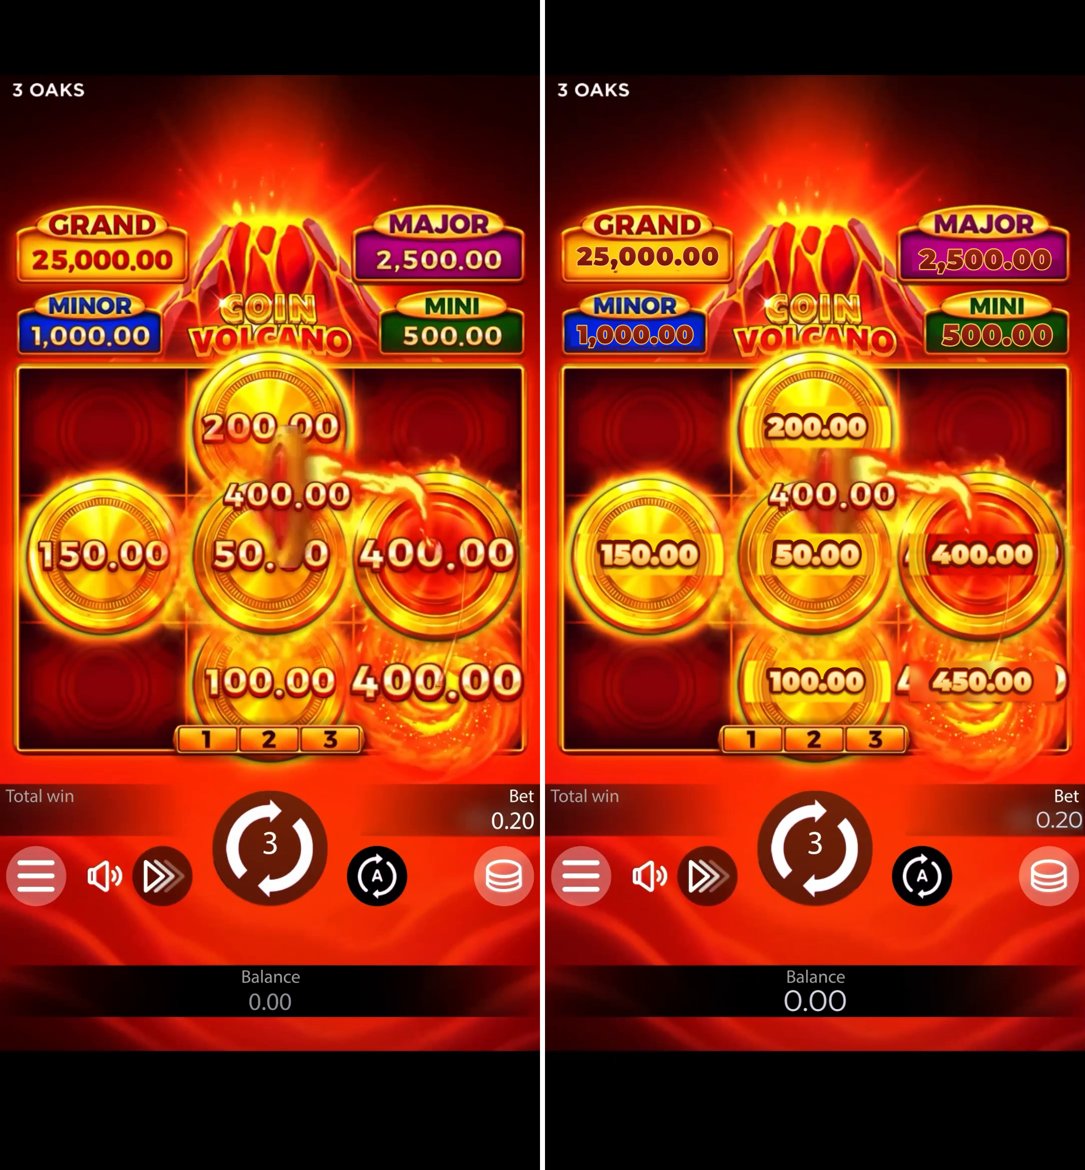 3 OAKS
GRAND
25,000.00
MAJOR
2,500.00
MINOR
1,000.00
MINI
500.00
COIN
VOLCANO
200.00
400.00
150.00
400.00
100.00
400.00
1 2 3
Total win
Bet
0.20
3
A
Balance
0.00
3 OAKS
GRAND
25,000.00
MAJOR
2,500.00
MINOR
1,000.00
MINI
500.00
COIN
VOLCANO
200.00
400.00
150.00
50.00
400.00
100.00
450.00
1 2 3
Total win
Bet
0.20
3
A
Balance
0.00